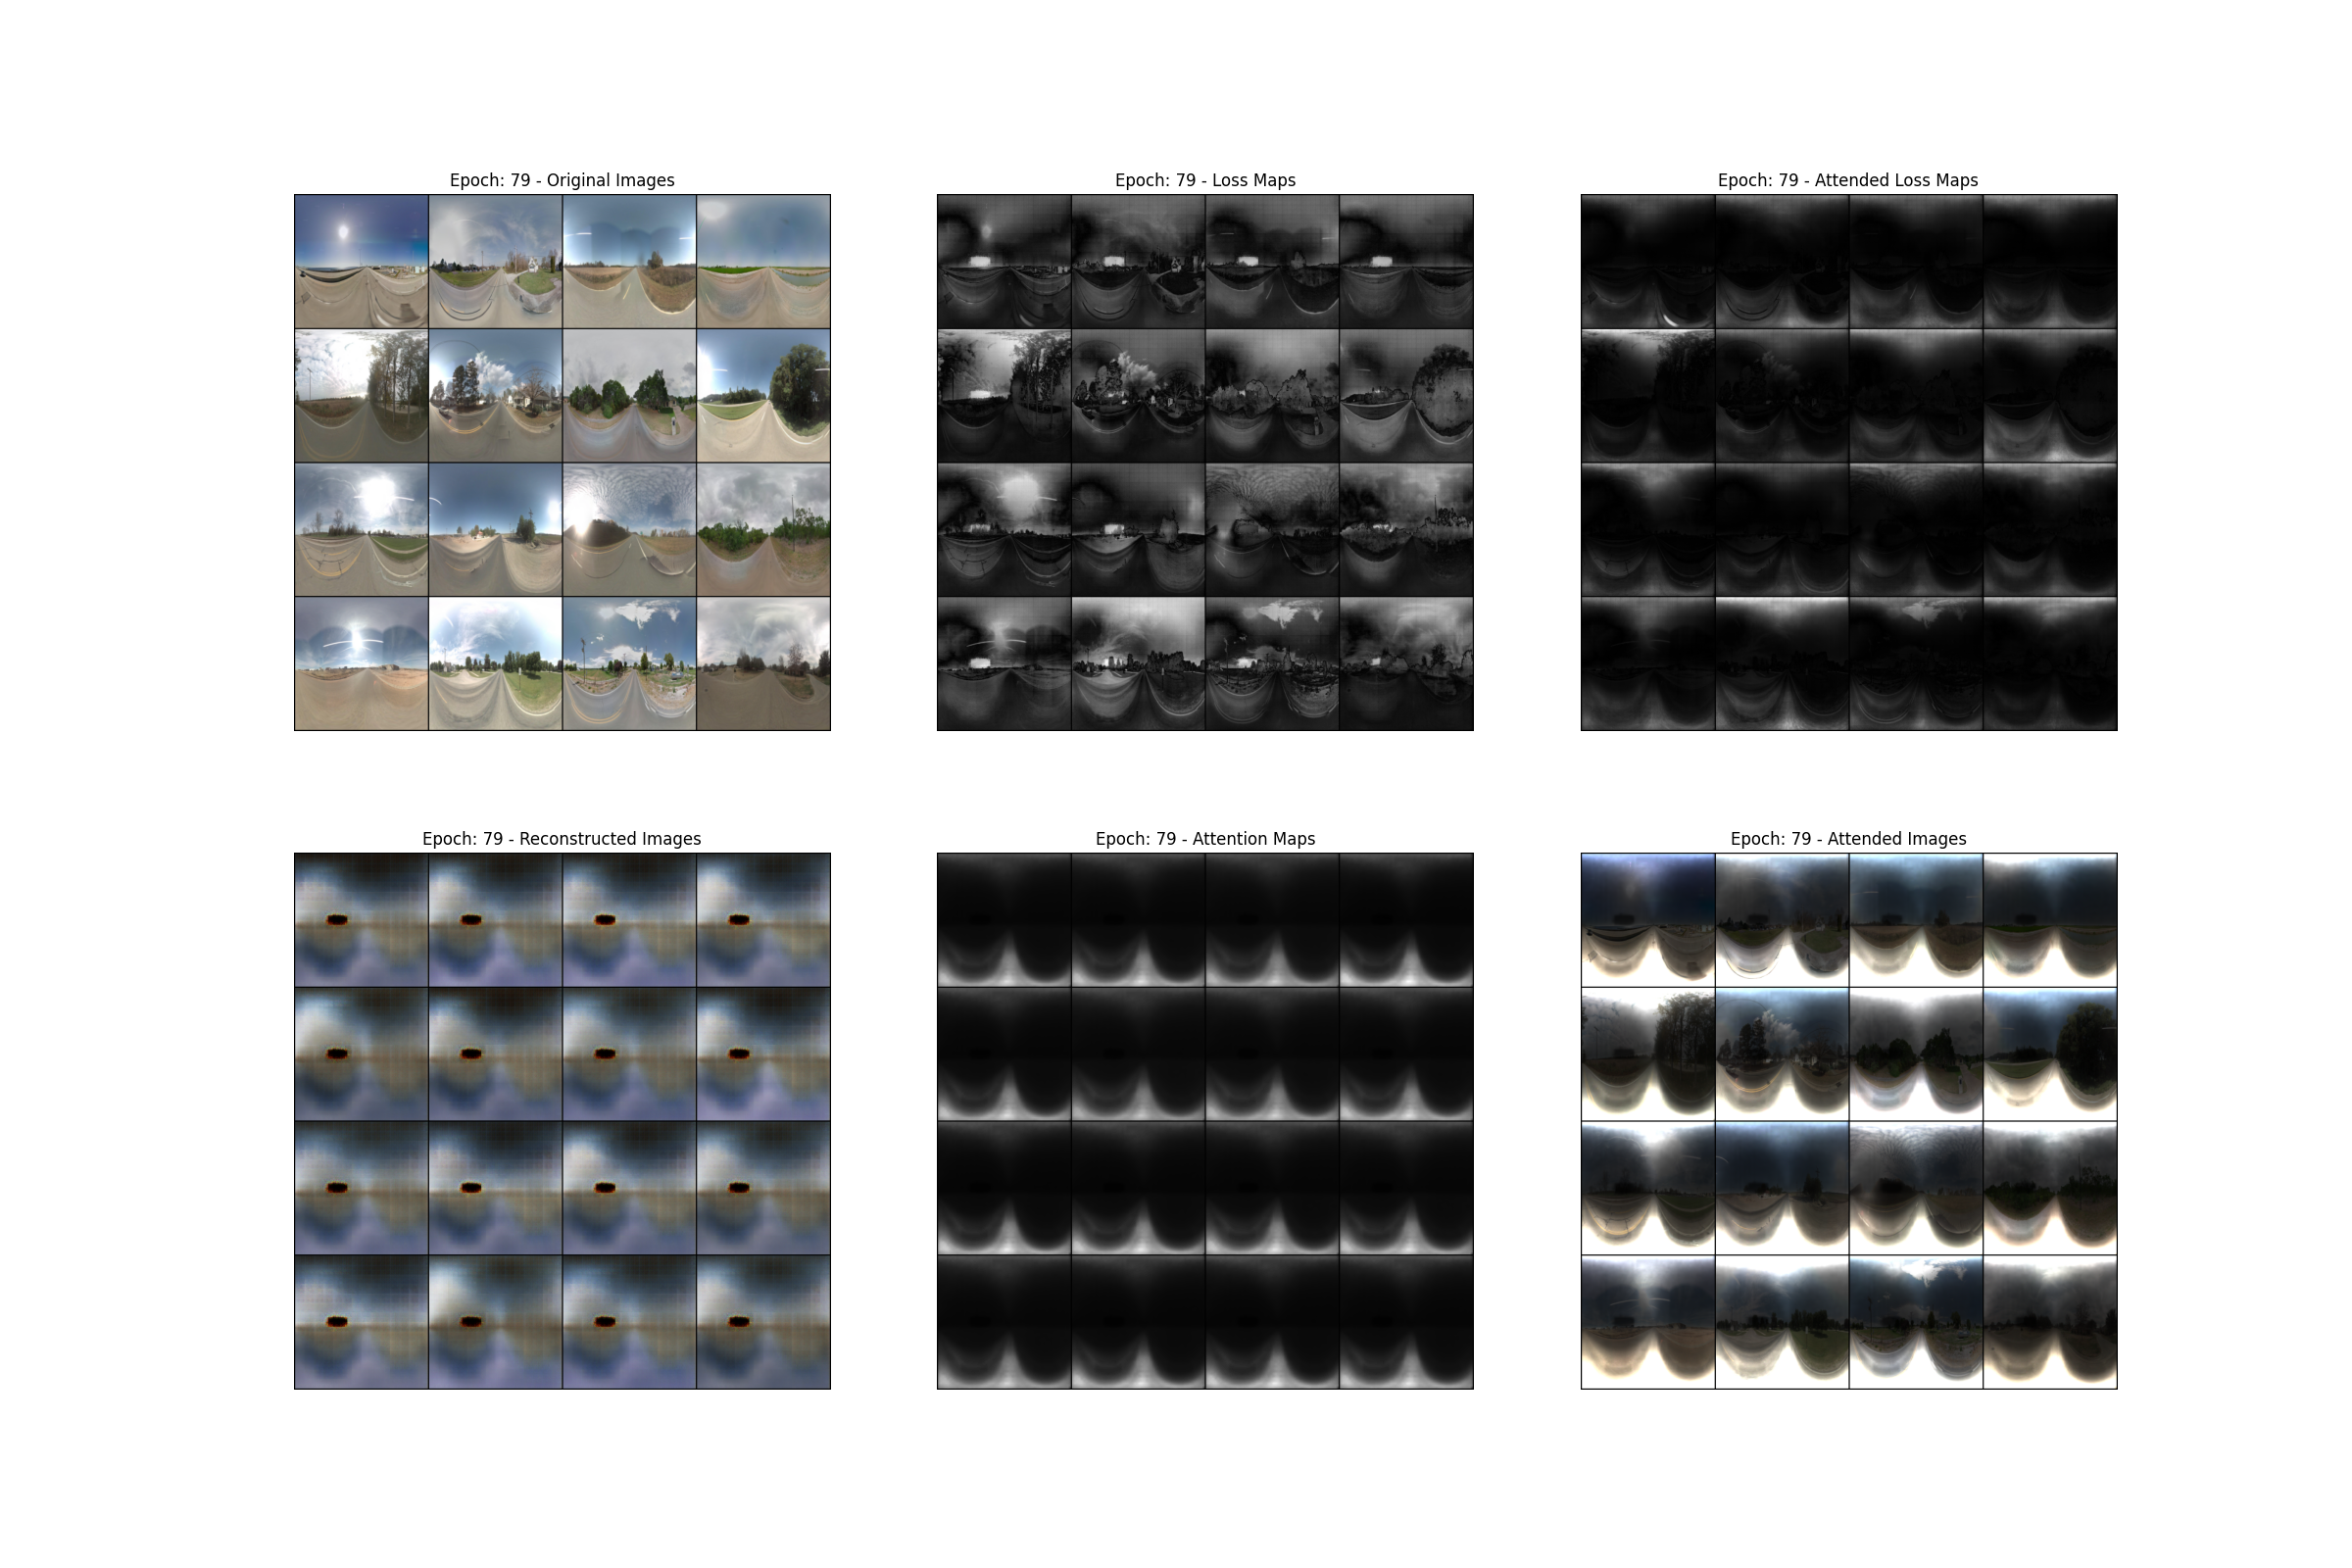 Epoch: 79 - Original Images
Epoch: 79 - Loss Maps
Epoch: 79 - Attended Loss Maps
Epoch: 79 - Reconstructed Images
Epoch: 79 - Attention Maps
Epoch: 79 - Attended Images